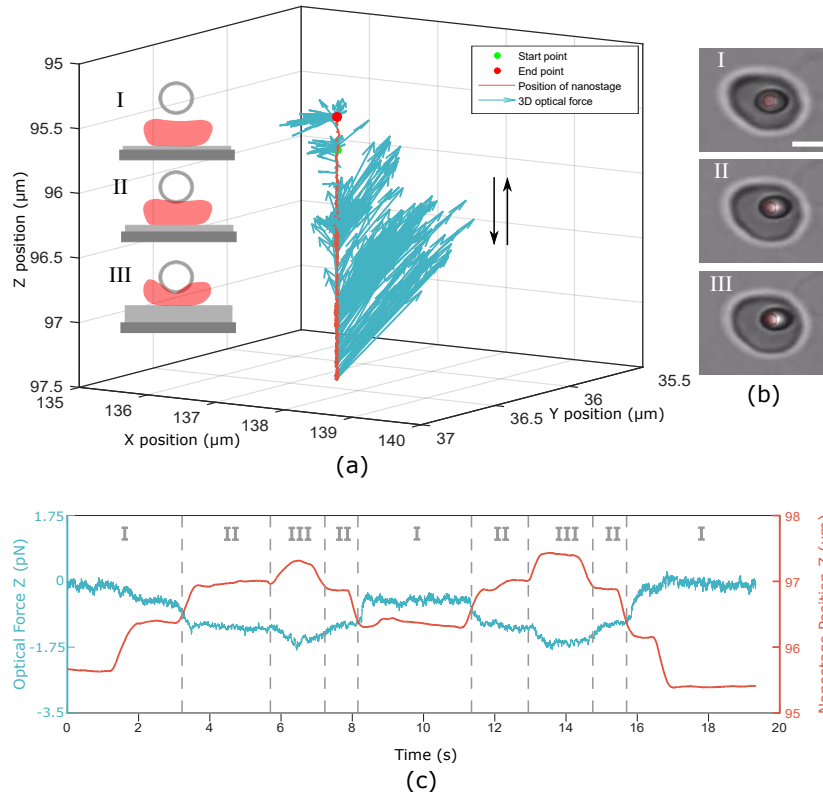 95
95.5
96
96.5
97
97.5
Z position (µm)
135
136
137
138
139
140
X position (µm)
37
36.5
36
35.5
Y position (µm)
Start point
End point
Position of nanostage
3D optical force
I
II
III
(a)
I
II
III
(b)
1.75
0
-1.75
-3.5
Optical Force Z (pN)
I
II
III
II
I
II
III
II
I
98
97
96
95
Nanostage Position Z (µm)
0
2
4
6
8
10
12
14
16
18
20
Time (s)
(c)